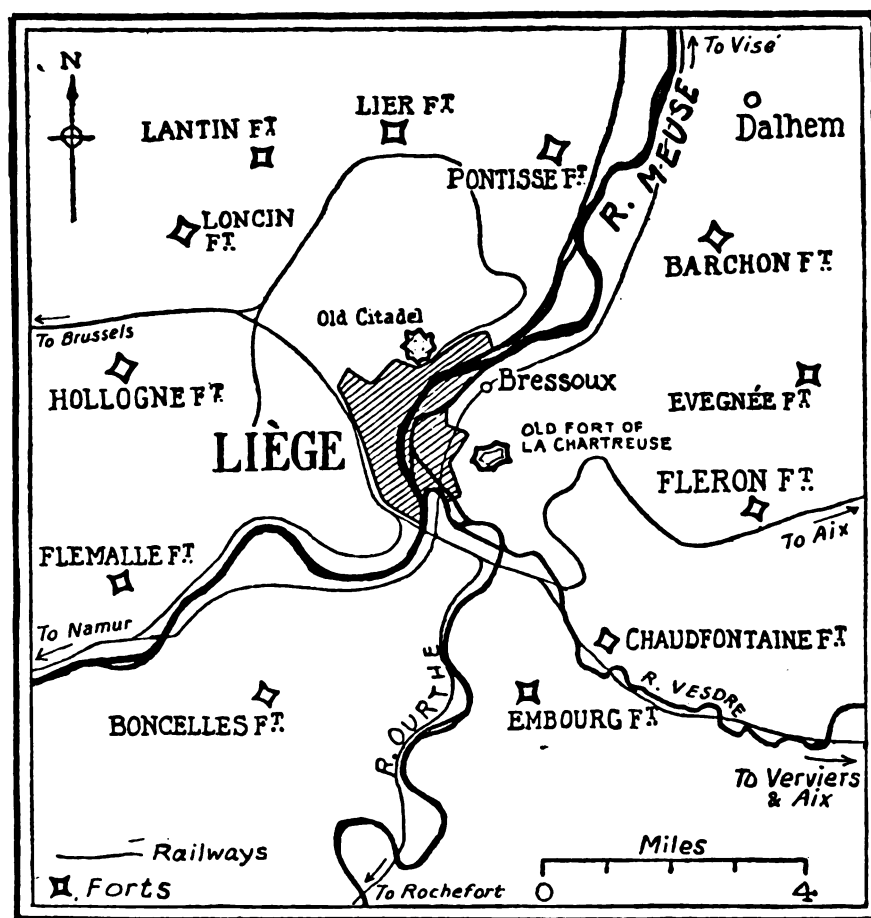 To Visé
N
LIER FT.
LANTIN FT.
Dalhem
PONTISSE FT.
R. MEUSE
LONCIN
FT.
BARCHON FT.
Old Citadel
To Brussels
HOLLOGNE FT.
Bressoux
EVEGNÉE FT.
LIÈGE
OLD FORT OF
LA CHARTREUSE
FLERON FT.
To Aix
FLEMALLE FT.
To Namur
CHAUDFONTAINE FT.
R. VESDRE
BONCELLES FT.
R. OURTHE
EMBOURG FT.
To Verviers
& Aix
Railways
Forts
Miles
0 4
To Rochefort